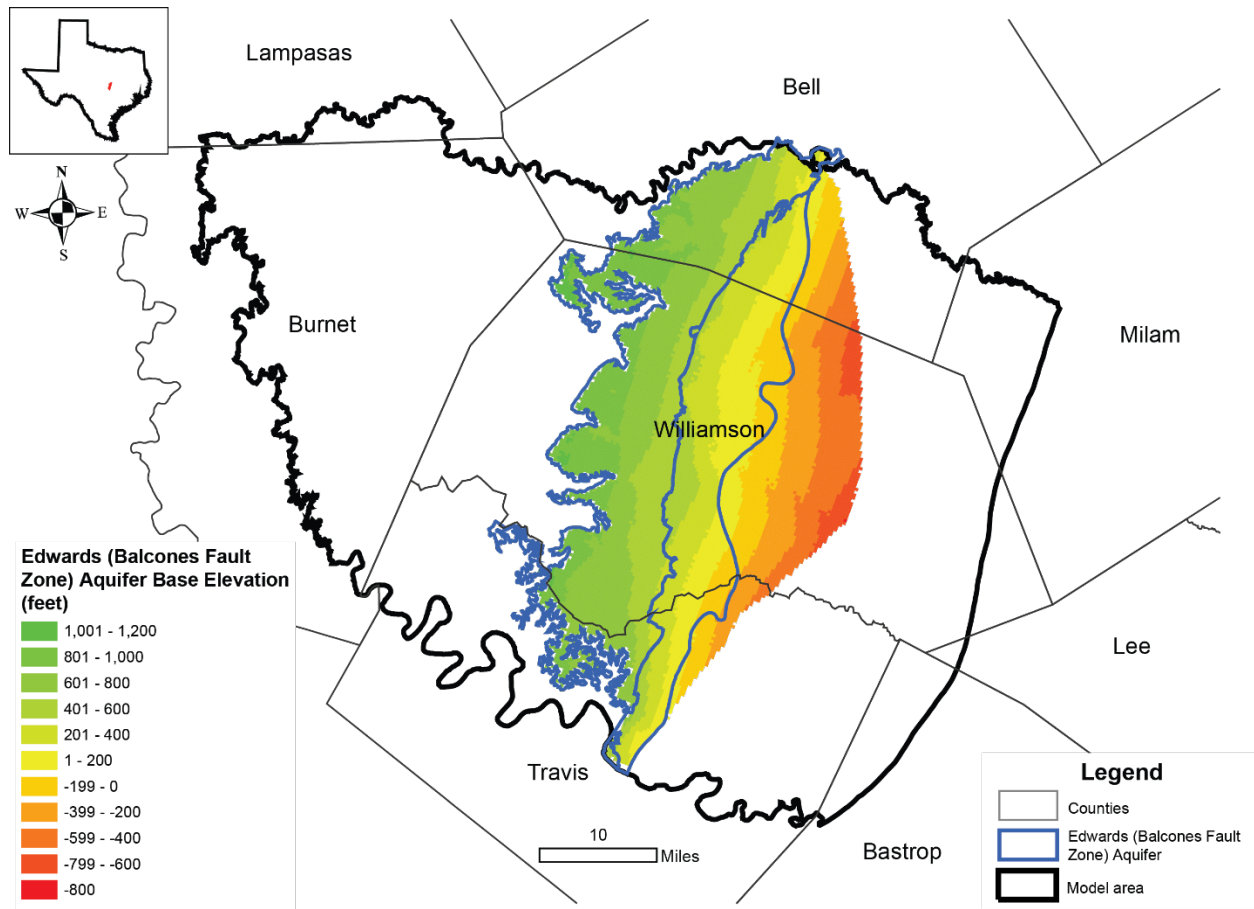 Lampasas
Bell
N
W
E
S
Burnet
Milam
Williamson
Edwards (Balcones Fault
Zone) Aquifer Base Elevation
(feet)
1,001 - 1,200
801 - 1,000
601 - 800
401 - 600
201 - 400
1 - 200
-199 - 0
-399 - -200
-599 - -400
-799 - -600
-800
Lee
Travis
10
Miles
Bastrop
Legend
Counties
Edwards (Balcones Fault
Zone) Aquifer
Model area